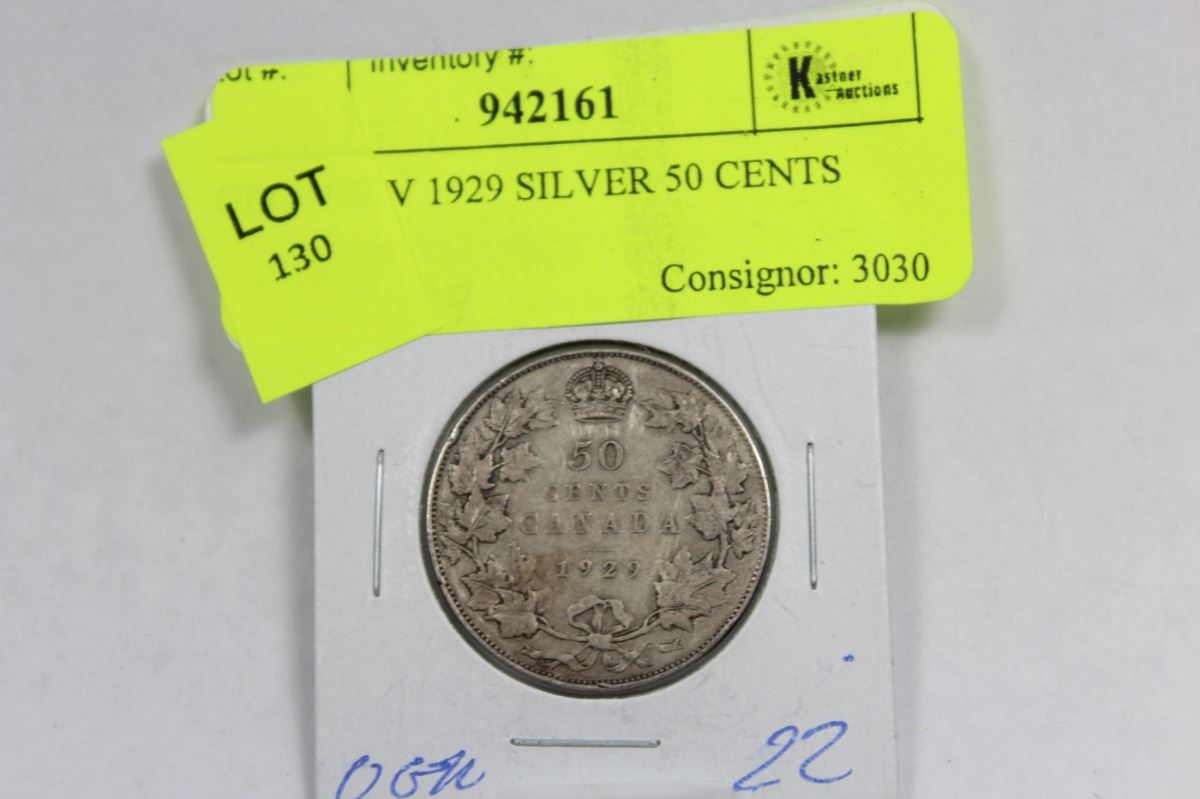 Inventory #:
942161
Kastner Auctions
LOT
130
V 1929 SILVER 50 CENTS
Consignor: 3030
50
CENTS
CANADA
1929
22